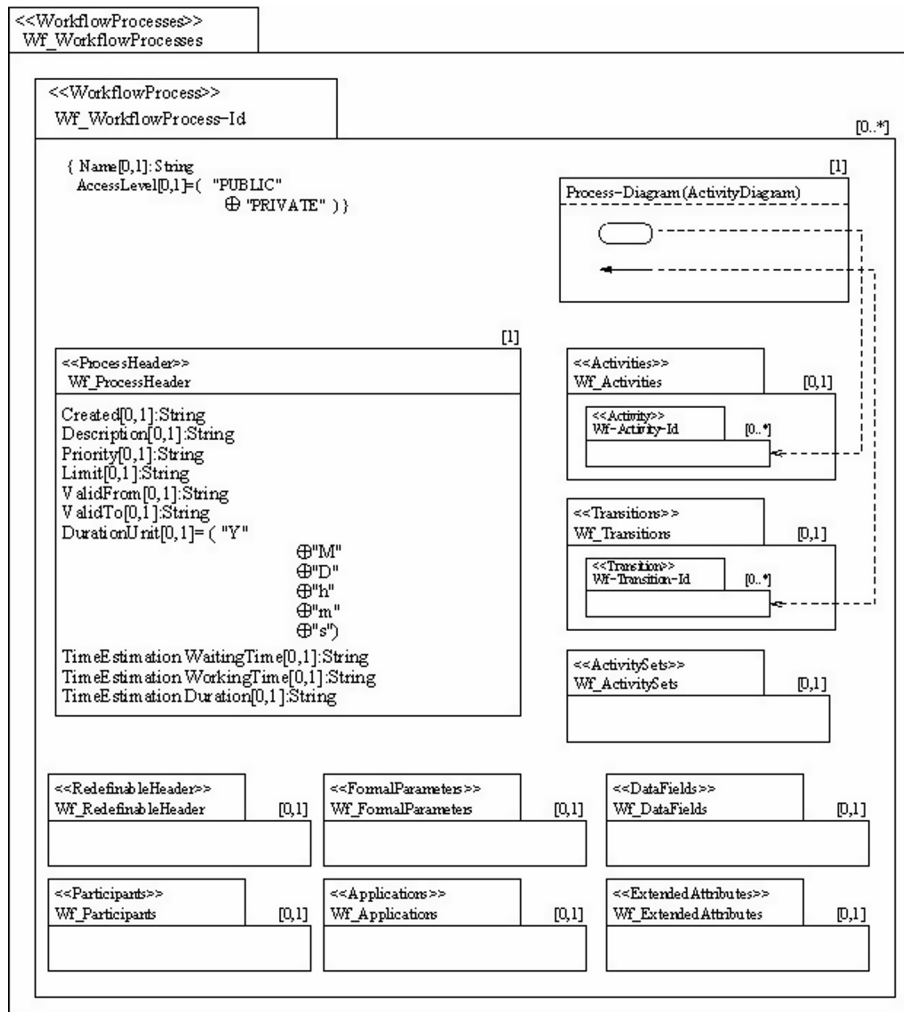 <<WorkflowProcesses>>
Wf_WorkflowProcesses
<<WorkflowProcess>>
Wf_WorkflowProcess-Id
[0..*]
{ Name[0,1]: String
AccessLevel[0,1]=( "PUBLIC"
⊕ "PRIVATE" ) }
[1]
Process-Diagram(ActivityDiagram)
[1]
<<ProcessHeader>>
Wf_ProcessHeader
Created[0,1]:String
Description[0,1]:String
Priority[0,1]:String
Limit[0,1]:String
ValidFrom[0,1]:String
ValidTo[0,1]:String
DurationUnit[0,1]= ( "Y"
⊕"M"
⊕"D"
⊕"h"
⊕"m"
⊕"s")
TimeEstimation WaitingTime[0,1]:String
TimeEstimation WorkingTime[0,1]:String
TimeEstimation Duration[0,1]:String
<<Activities>>
Wf_Activities [0,1]
<<Activity>>
Wf-Activity-Id [0..*]
<<Transitions>>
Wf_Transitions [0,1]
<<Transition>>
Wf-Transition-Id [0..*]
<<ActivitySets>>
Wf_ActivitySets [0,1]
<<RedefinableHeader>>
Wf_RedefinableHeader [0,1]
<<FormalParameters>>
Wf_FormalParameters [0,1]
<<DataFields>>
Wf_DataFields [0,1]
<<Participants>>
Wf_Participants [0,1]
<<Applications>>
Wf_Applications [0,1]
<<ExtendedAttributes>>
Wf_ExtendedAttributes [0,1]